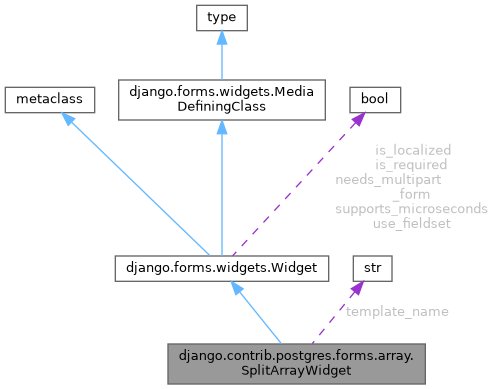 type
django.forms.widgets.Media
DefiningClass
metaclass
bool
is_localized
is_required
needs_multipart
_form
supports_microseconds
use_fieldset
django.forms.widgets.Widget
str
template_name
django.contrib.postgres.forms.array.
SplitArrayWidget